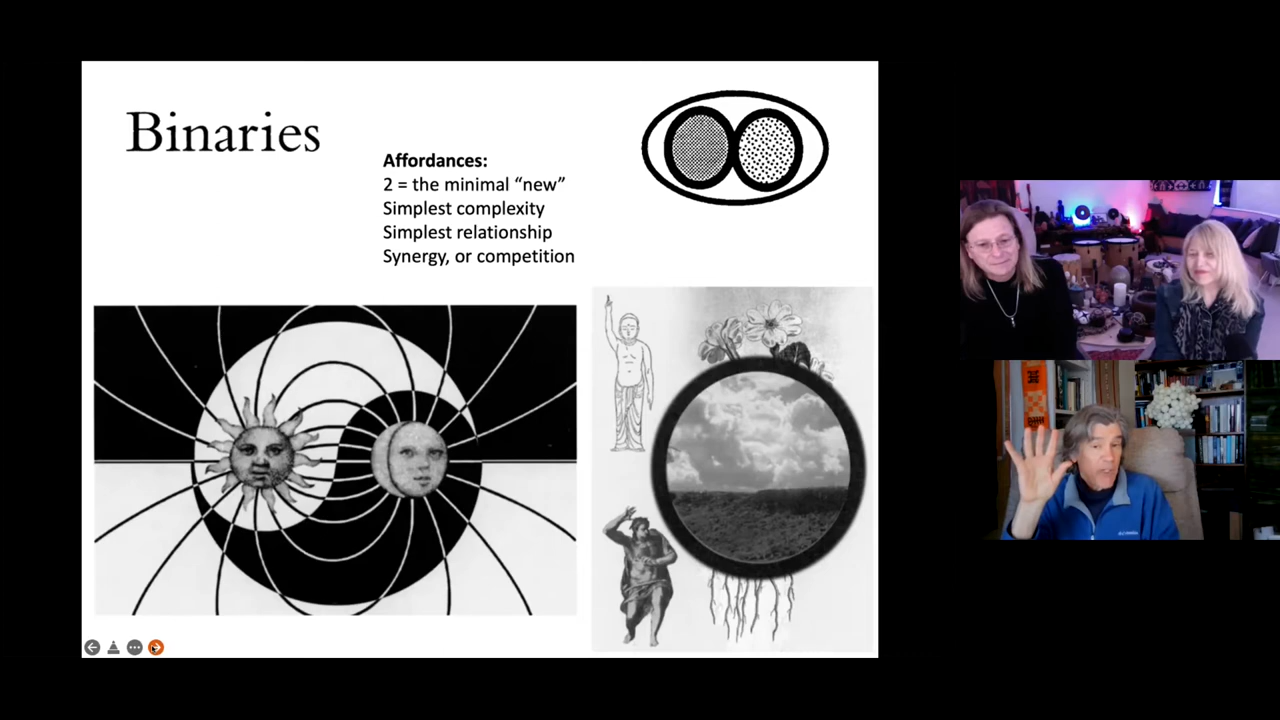 Binaries
Affordances:
2 = the minimal “new”
Simplest complexity
Simplest relationship
Synergy, or competition